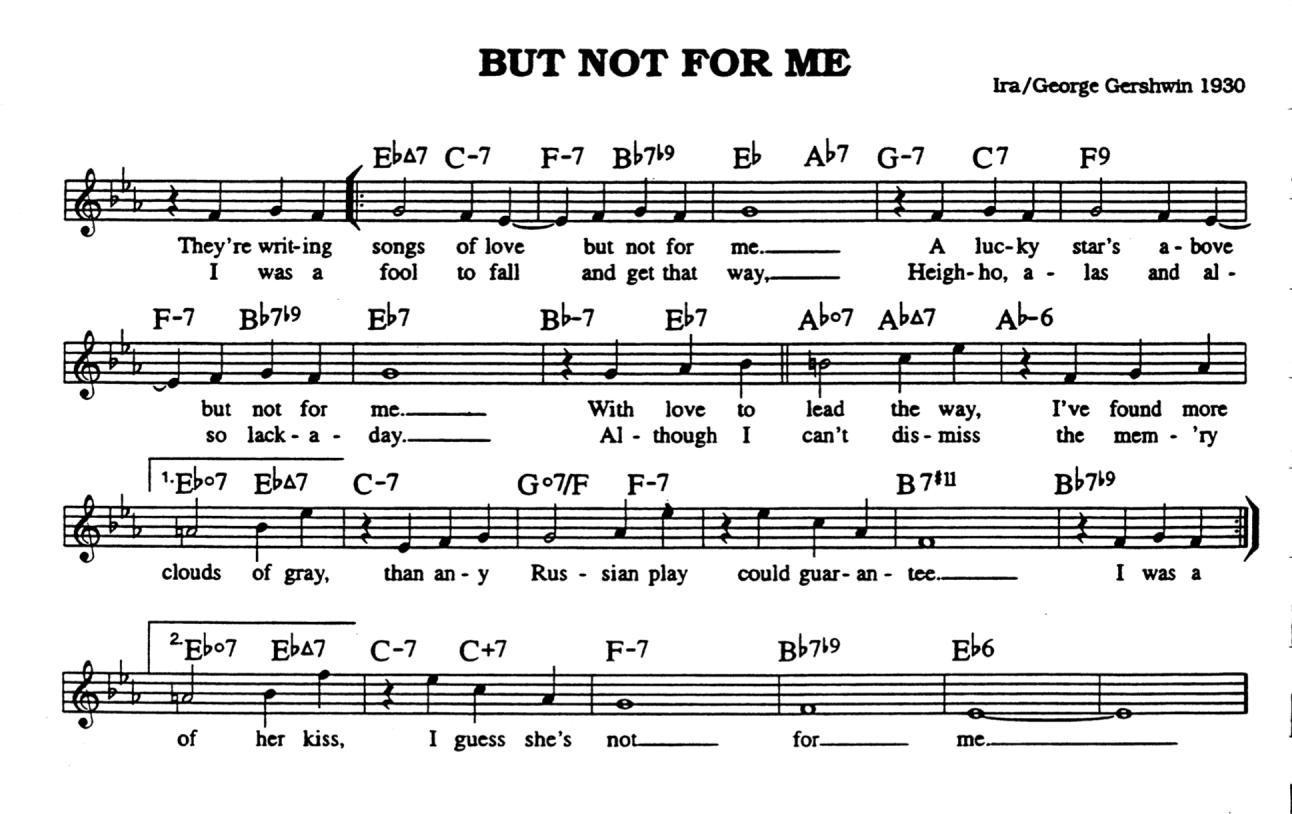 BUT NOT FOR ME
Ira/George Gershwin 1930
E♭∆7 C-7 F-7 B♭7♭9 E♭ A♭7 G-7 C7 F9
They're writ-ing songs of love but not for me. A luc-ky star's a-bove
I was a fool to fall and get that way, Heigh-ho, a - las and al -
F-7 B♭7♭9 E♭7 B♭-7 E♭7 A♭o7 A♭∆7 A♭-6
but not for me. With love to lead the way, I've found more
so lack-a- day. Al - though I can't dis-miss the mem - 'ry
1. E♭o7 E♭∆7 C-7 Go7/F F-7 B7#11 B♭7♭9
clouds of gray, than an-y Rus - sian play could guar-an- tee. I was a
2. E♭o7 E♭∆7 C-7 C+7 F-7 B♭7♭9 E♭6
of her kiss, I guess she's not for me.